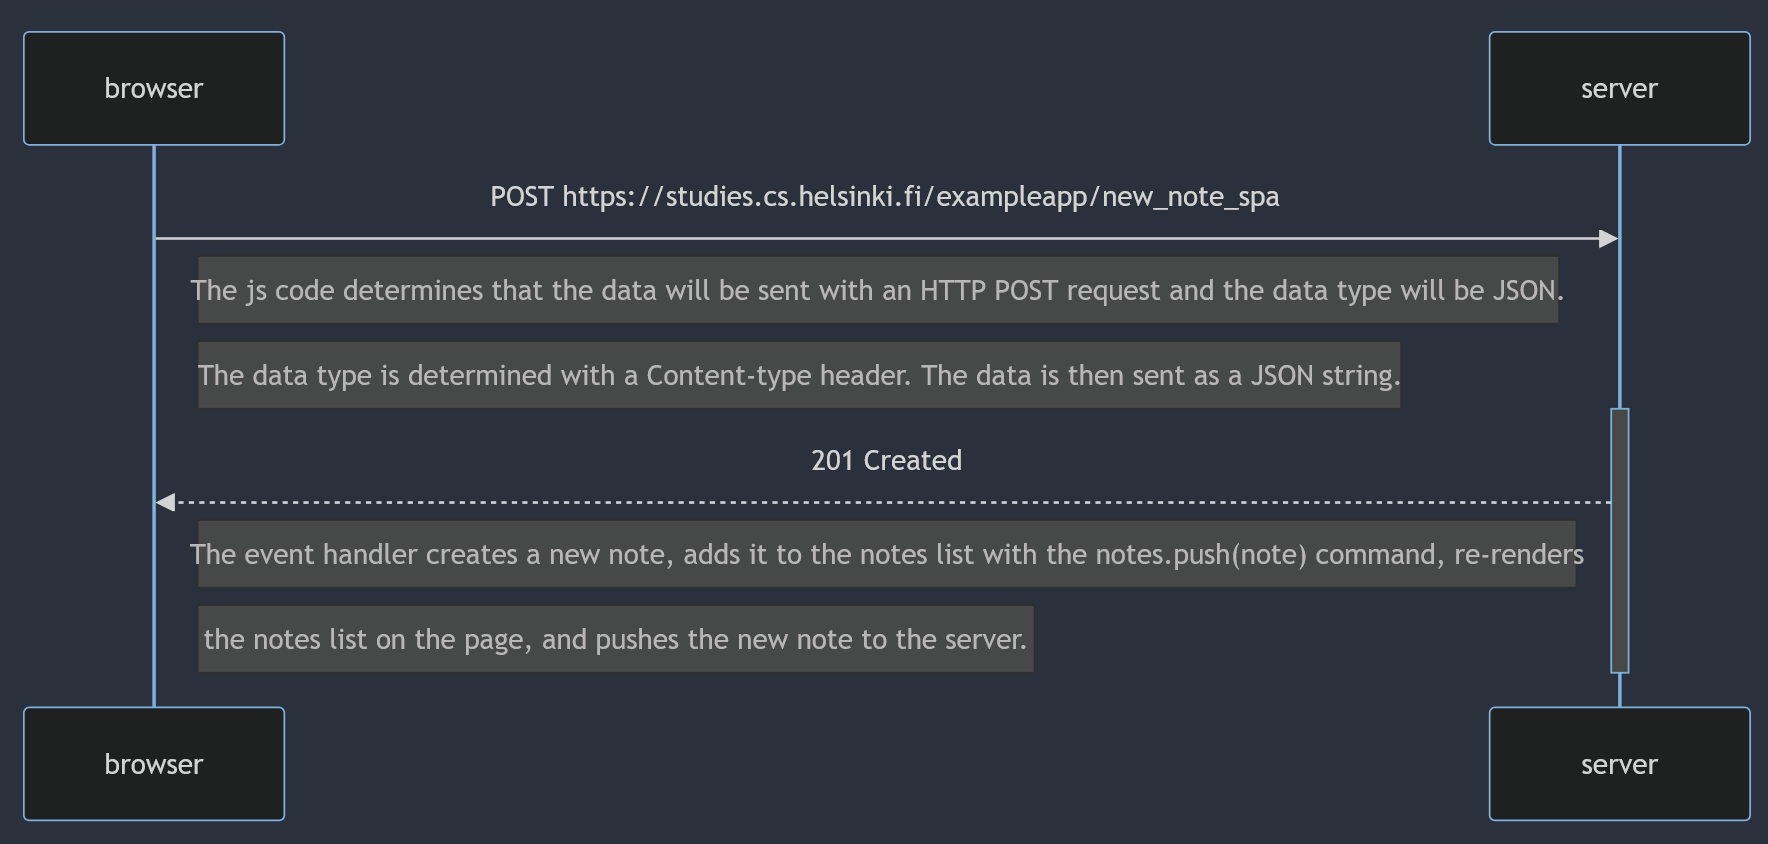 browser
server
POST https://studies.cs.helsinki.fi/exampleapp/new_note_spa
The js code determines that the data will be sent with an HTTP POST request and the data type will be JSON.
The data type is determined with a Content-type header. The data is then sent as a JSON string.
201 Created
The event handler creates a new note, adds it to the notes list with the notes.push(note) command, re-renders
the notes list on the page, and pushes the new note to the server.
browser
server